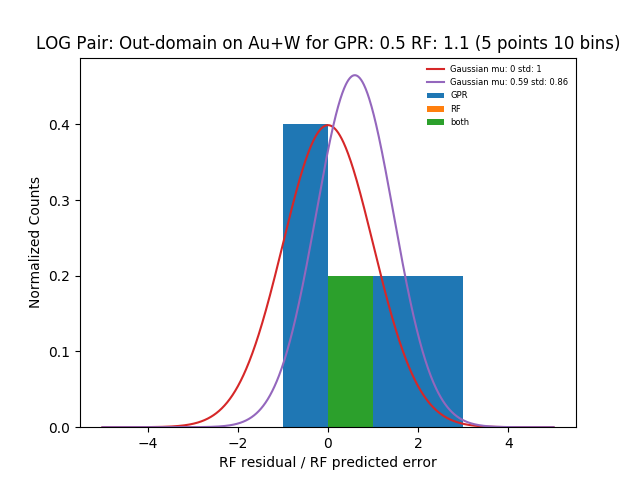 LOG Pair: Out-domain on Au+W for GPR: 0.5 RF: 1.1 (5 points 10 bins)
Gaussian mu: 0 std: 1
Gaussian mu: 0.59 std: 0.86
GPR
RF
both
Normalized Counts
0.4
0.3
0.2
0.1
0.0
−4 −2 0 2 4
RF residual / RF predicted error